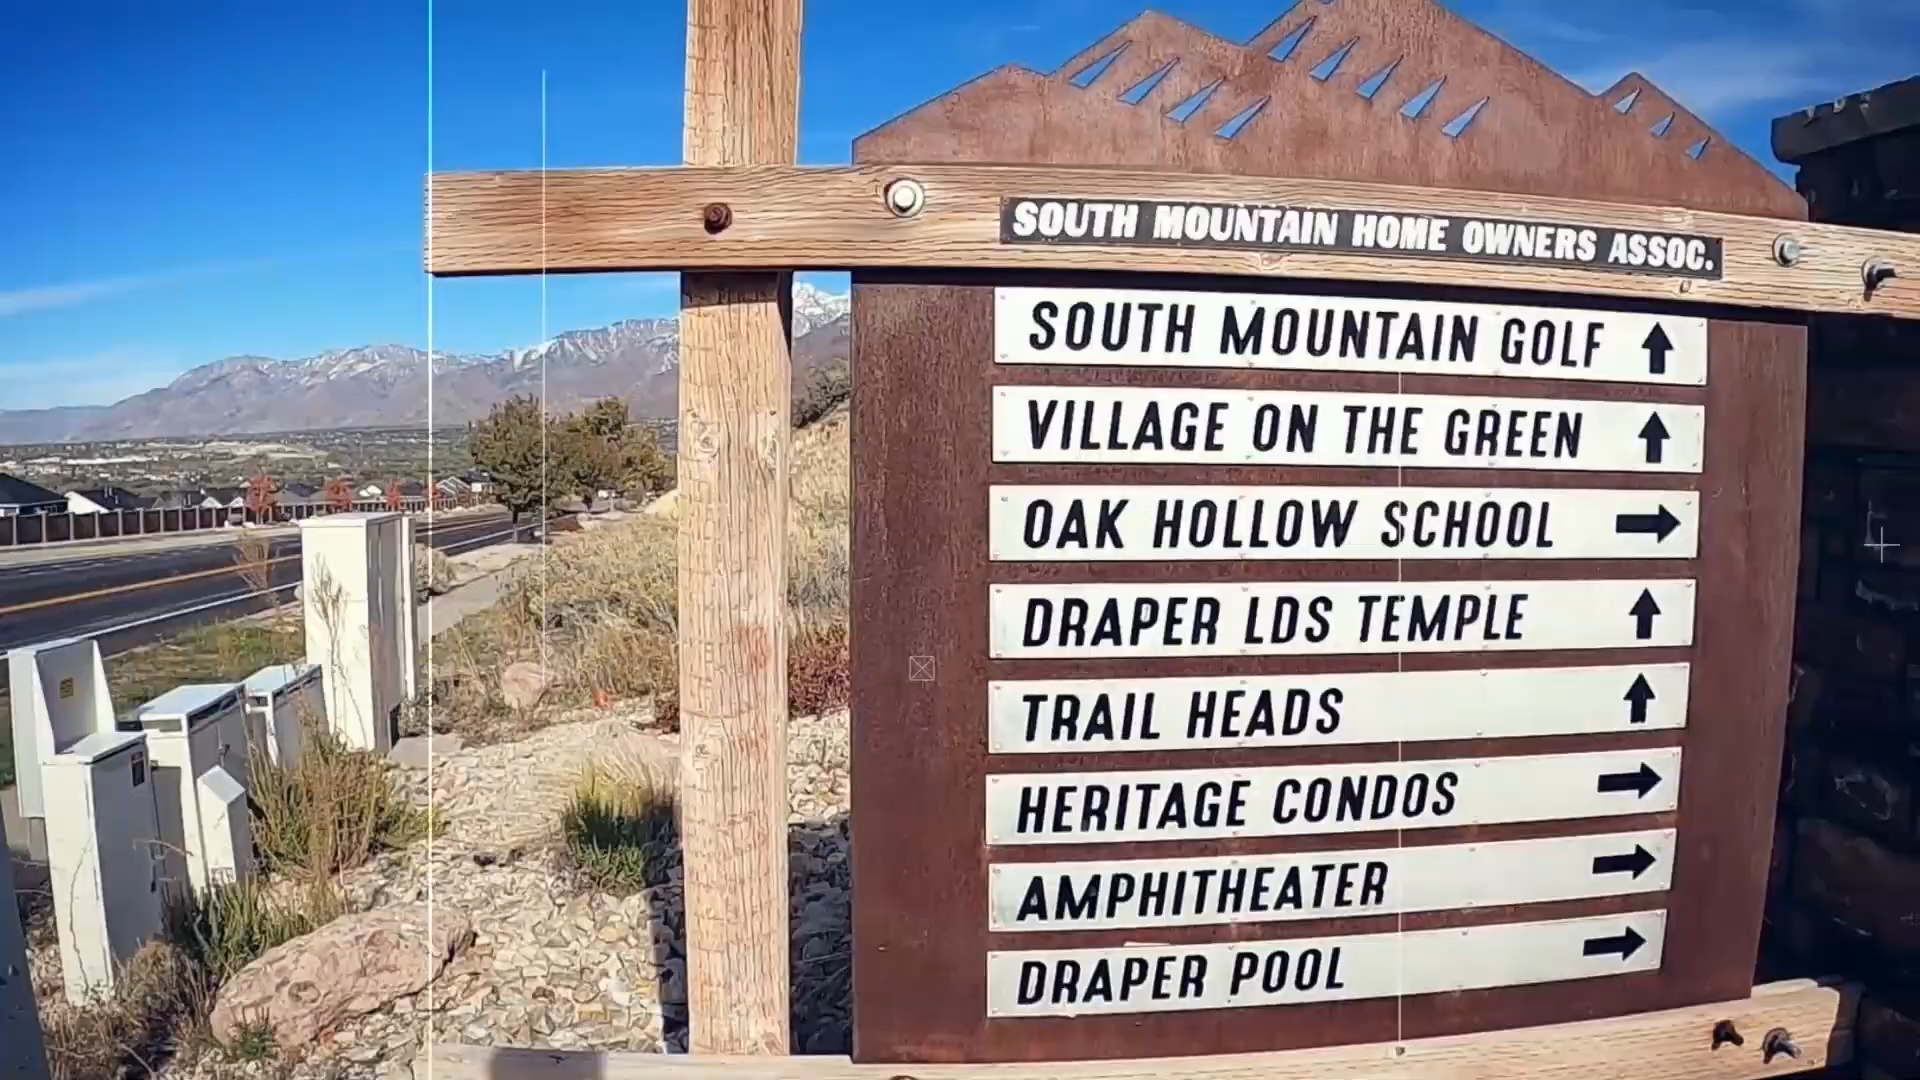 SOUTH MOUNTAIN HOME OWNERS ASSOC.
SOUTH MOUNTAIN GOLF ↑
VILLAGE ON THE GREEN ↑
OAK HOLLOW SCHOOL →
DRAPER LDS TEMPLE ↑
TRAIL HEADS ↑
HERITAGE CONDOS →
AMPHITHEATER →
DRAPER POOL →